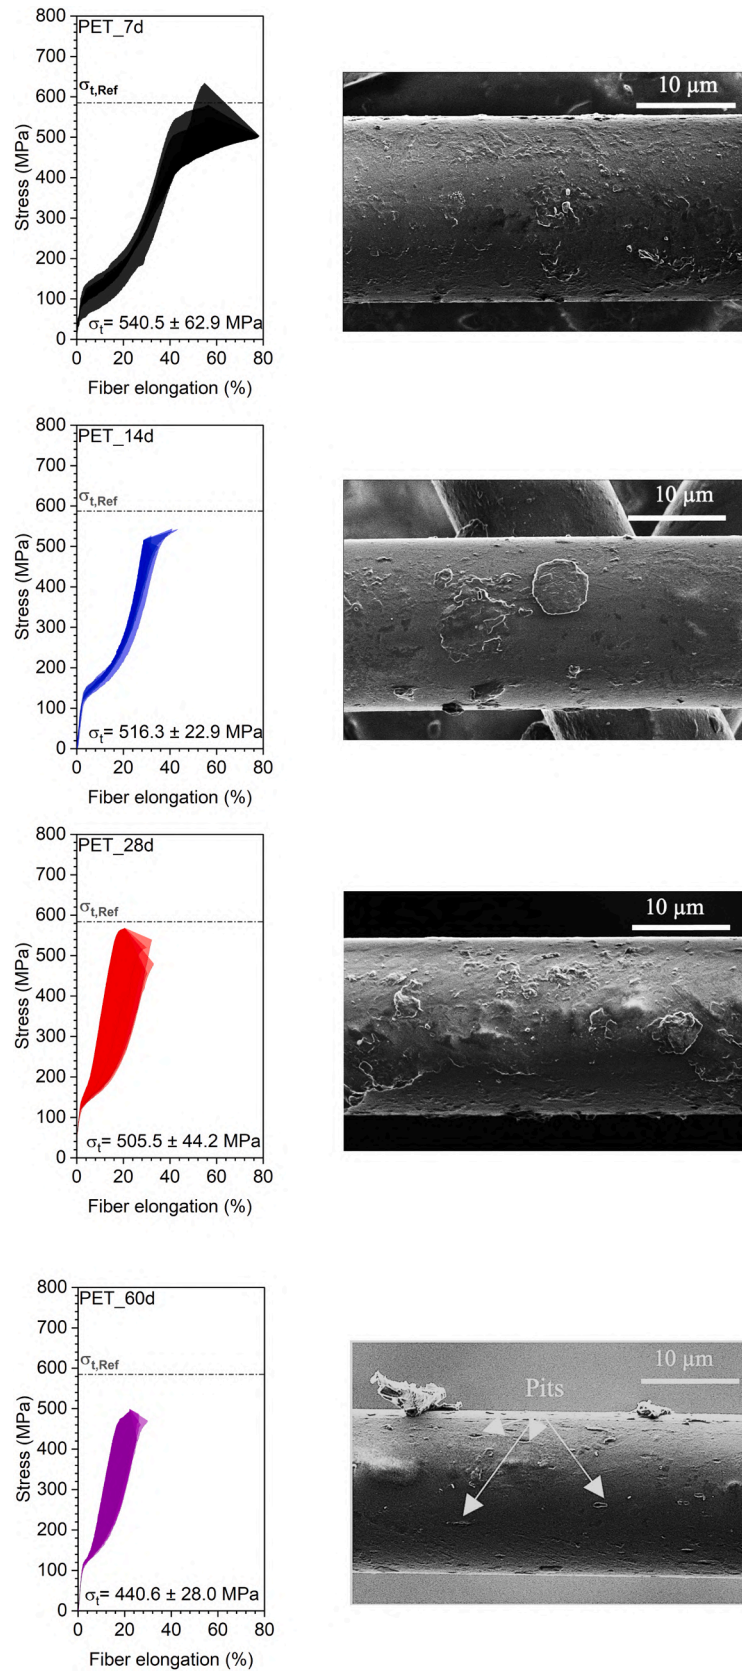 PET_7d
800
700
600
500
400
300
200
100
0
σt,Ref
Stress (MPa)
σt= 540.5 ± 62.9 MPa
0 20 40 60 80
Fiber elongation (%)
10 µm
PET_14d
800
700
600
500
400
300
200
100
0
σt,Ref
Stress (MPa)
σt= 516.3 ± 22.9 MPa
0 20 40 60 80
Fiber elongation (%)
10 µm
PET_28d
800
700
600
500
400
300
200
100
0
σt,Ref
Stress (MPa)
σt= 505.5 ± 44.2 MPa
0 20 40 60 80
Fiber elongation (%)
10 µm
PET_60d
800
700
600
500
400
300
200
100
0
σt,Ref
Stress (MPa)
σt= 440.6 ± 28.0 MPa
0 20 40 60 80
Fiber elongation (%)
10 µm
Pits